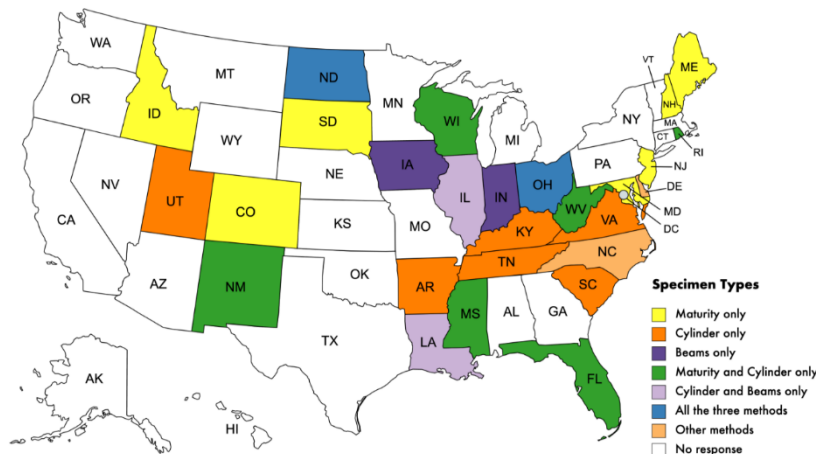 WA
MT
ND
MN
VT
ME
OR
ID
SD
WI
MI
NY
NH
MA
CT
RI
WY
IA
NE
PA
NJ
NV
UT
CO
IL
IN
OH
DE
MD
DC
CA
KS
MO
WV
VA
KY
AZ
NM
OK
AR
TN
NC
SC
TX
LA
MS
AL
GA
FL
AK
HI
Specimen Types
Maturity only
Cylinder only
Beams only
Maturity and Cylinder only
Cylinder and Beams only
All the three methods
Other methods
No response